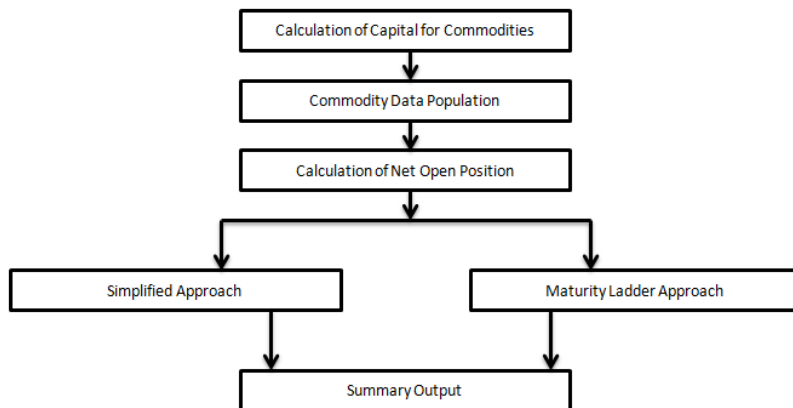 Calculation of Capital for Commodities
Commodity Data Population
Calculation of Net Open Position
Simplified Approach
Maturity Ladder Approach
Summary Output